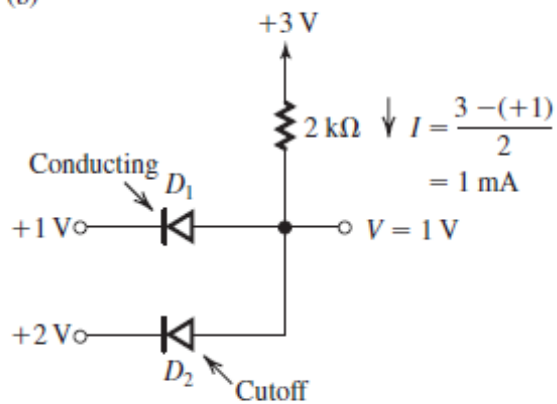 (b)
+3 V
2 kΩ I = 3 −(+1) / 2
= 1 mA
Conducting
D₁
+1 V
V = 1 V
+2 V
D₂
Cutoff